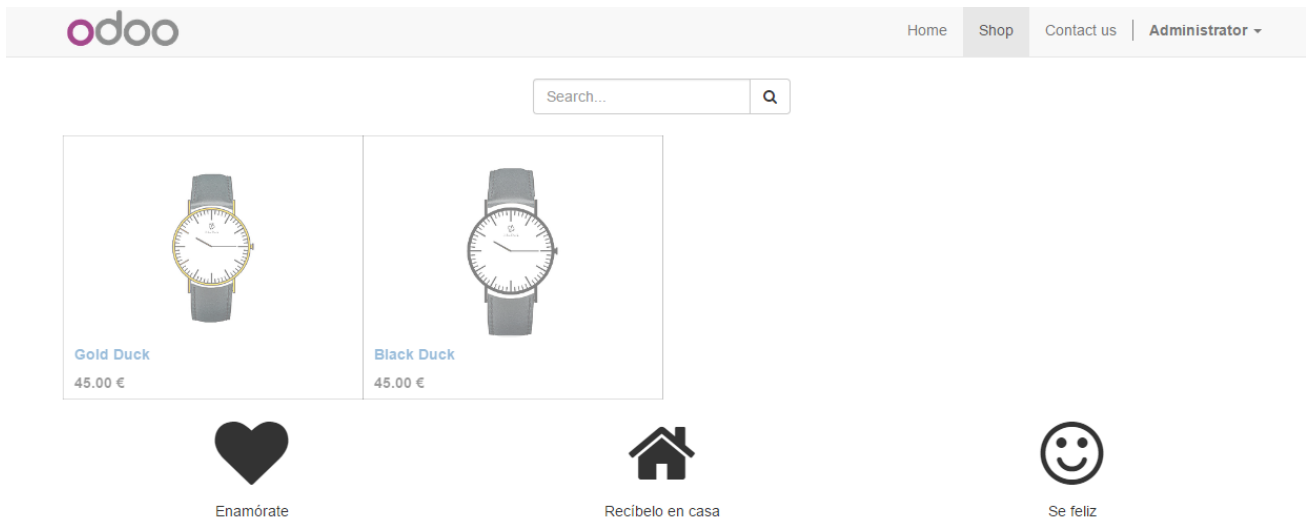 odoo
Home Shop Contact us Administrator
Search...
Gold Duck
45.00 €
Black Duck
45.00 €
Enamórate
Recíbelo en casa
Se feliz